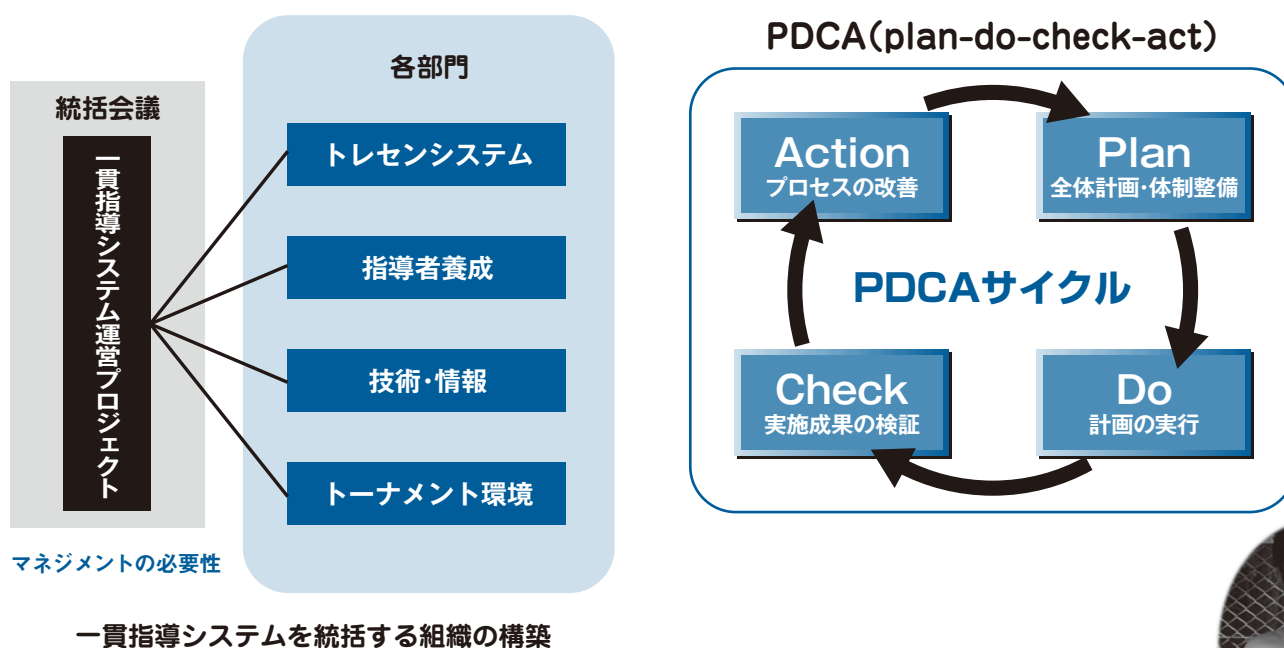 各部門
統括会議
一貫指導システム運営プロジェクト
トレセンシステム
指導者養成
技術・情報
トーナメント環境
マネジメントの必要性
一貫指導システムを統括する組織の構築
PDCA(plan-do-check-act)
Action
プロセスの改善
Plan
全体計画・体制整備
PDCAサイクル
Check
実施成果の検証
Do
計画の実行